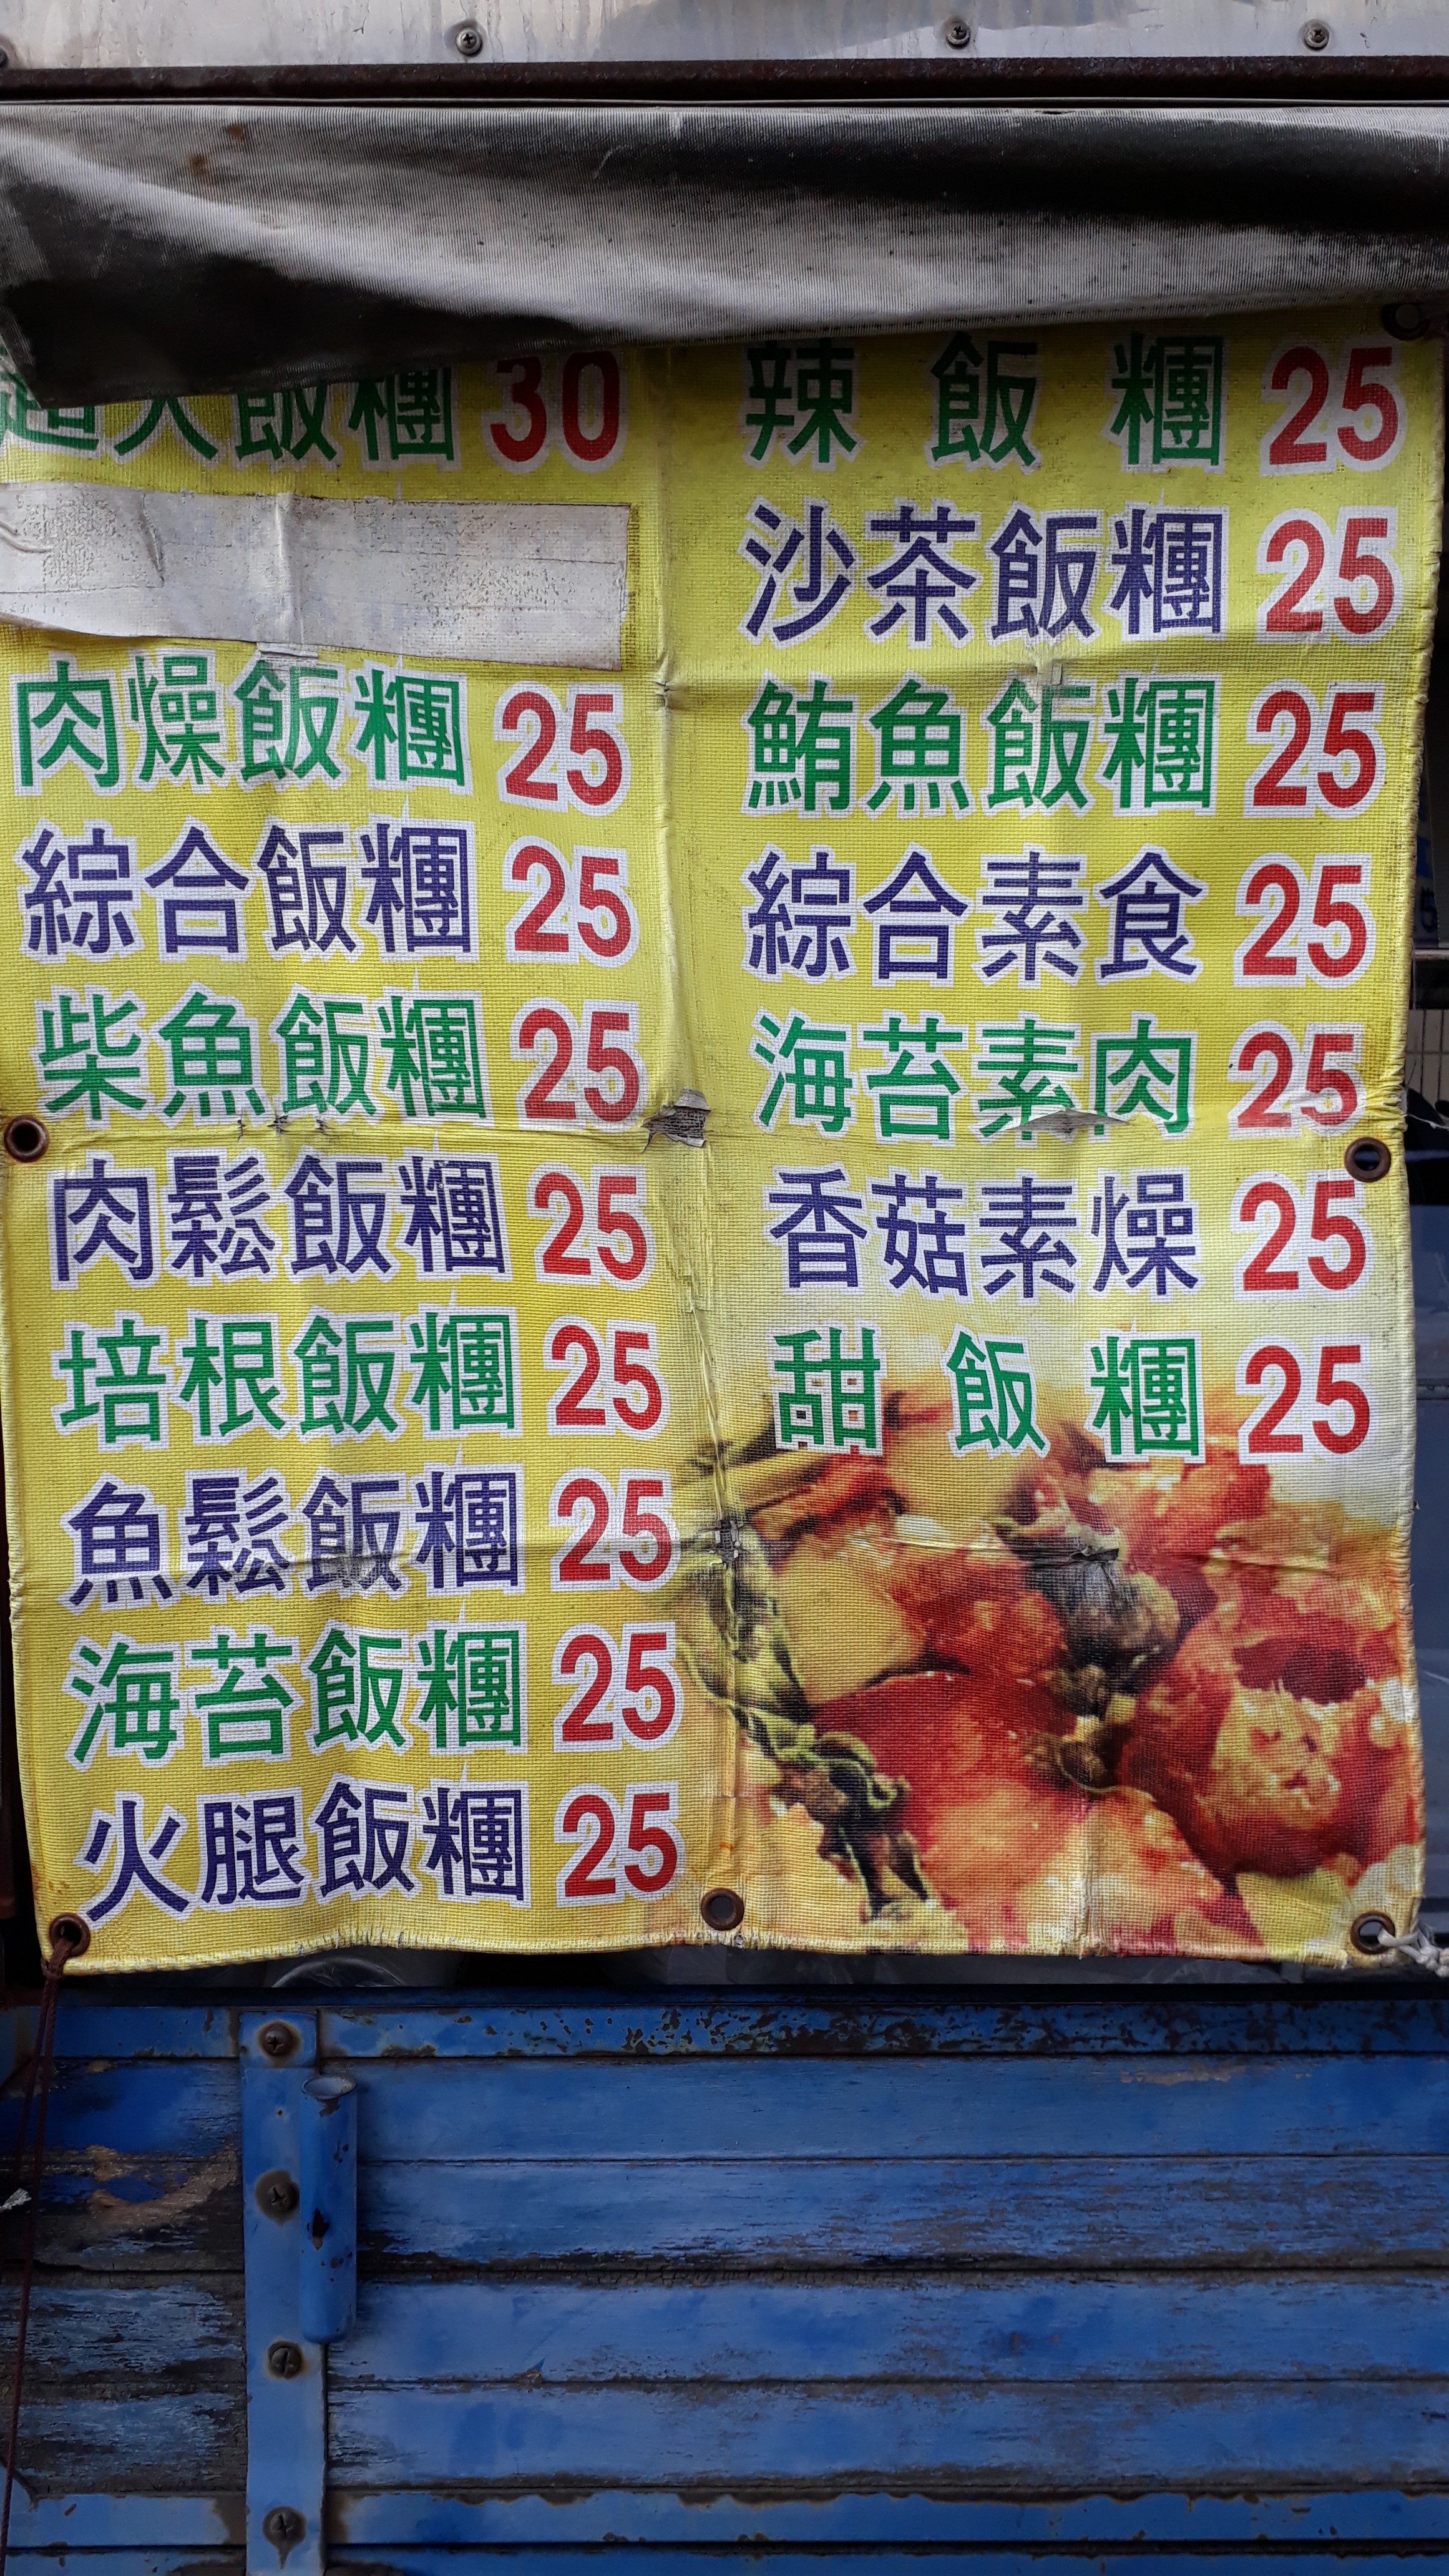 超大飯糰 30
肉燥飯糰 25
綜合飯糰 25
柴魚飯糰 25
肉鬆飯糰 25
培根飯糰 25
魚鬆飯糰 25
海苔飯糰 25
火腿飯糰 25
辣飯糰 25
沙茶飯糰 25
鮪魚飯糰 25
綜合素食 25
海苔素肉 25
香菇素燥 25
甜飯糰 25